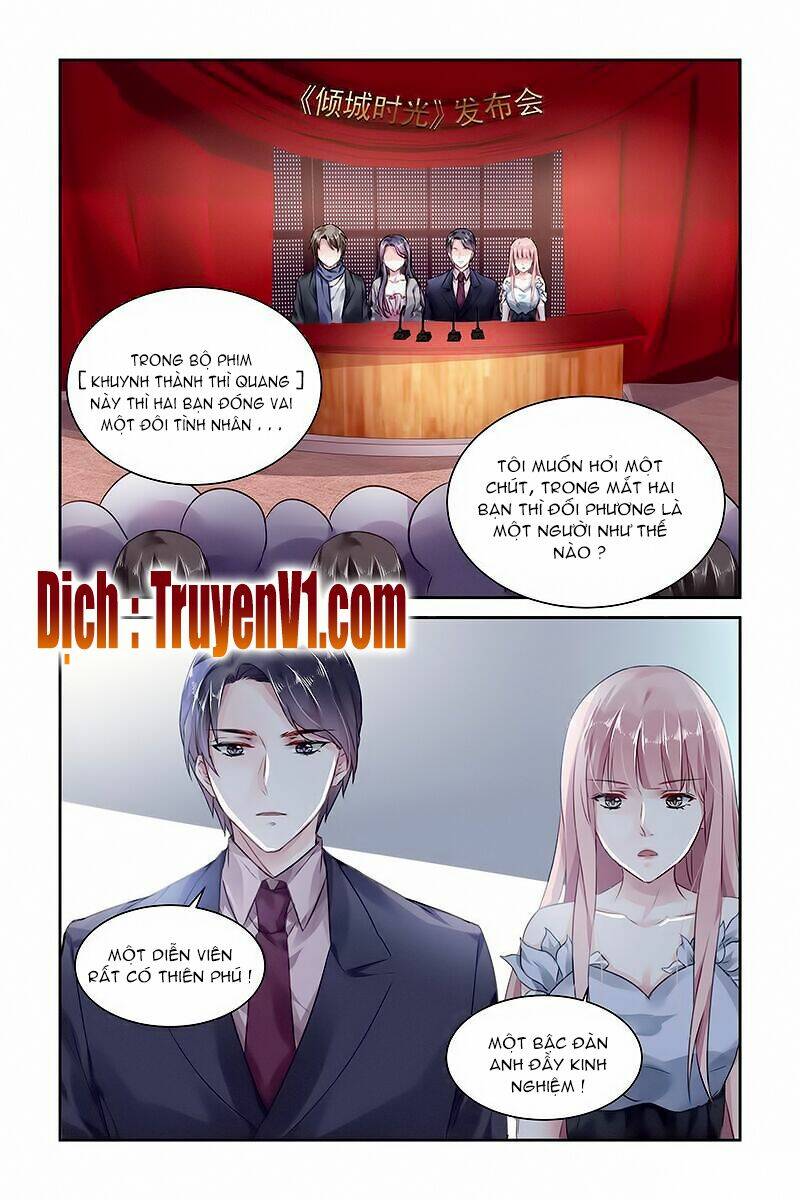 《倾城时光》发布会
TRONG BỘ PHIM
[ KHUYNH THÀNH THÌ QUANG ]
NÀY THÌ HAI BẠN ĐÓNG VAI
MỘT ĐÔI TÌNH NHÂN . . .
TÔI MUỐN HỎI MỘT
CHÚT, TRONG MẮT HAI
BẠN THÌ ĐỐI PHƯƠNG LÀ
MỘT NGƯỜI NHƯ THẾ
NÀO ?
Dịch : TruyenV1.com
MỘT DIỄN VIÊN
RẤT CÓ THIÊN PHÚ !
MỘT BẬC ĐÀN
ANH ĐẦY KINH
NGHIỆM !